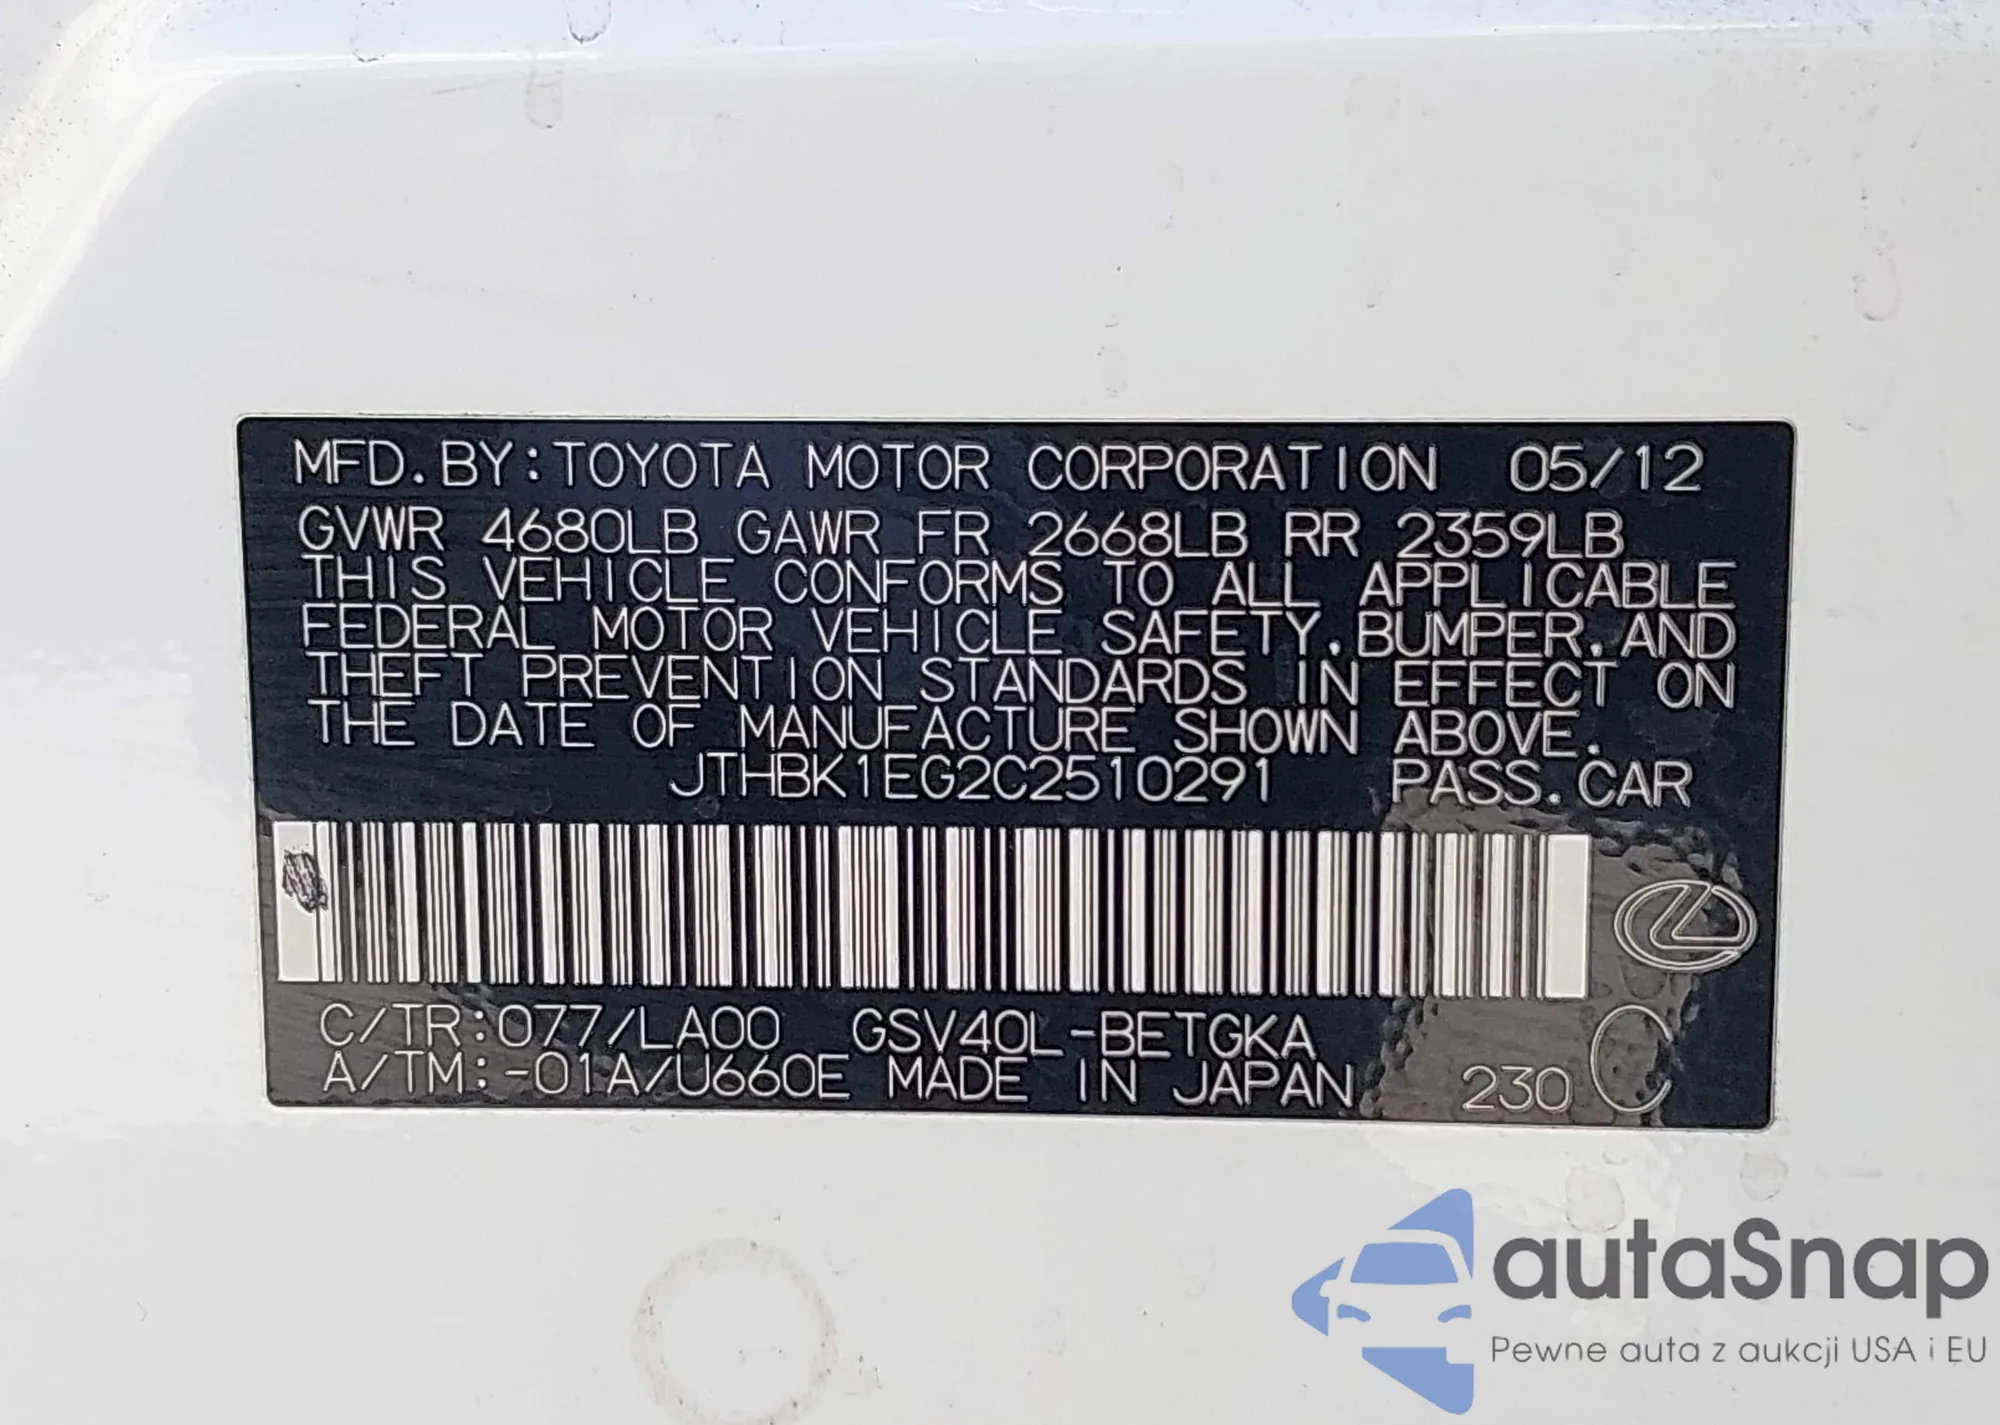 MFD.BY:TOYOTA MOTOR CORPORATION 05/12
GVWR 4680LB GAWR FR 2668LB RR 2359LB
THIS VEHICLE CONFORMS TO ALL APPLICABLE
FEDERAL MOTOR VEHICLE SAFETY,BUMPER,AND
THEFT PREVENTION STANDARDS IN EFFECT ON
THE DATE OF MANUFACTURE SHOWN ABOVE.
JTHBK1EG2C2510291 PASS.CAR
C/TR:077/LA00 GSV40L-BETGKA
A/TM:-01A/U660E MADE IN JAPAN 230 C
autaSnap
Pewne auta z aukcji USA i EU